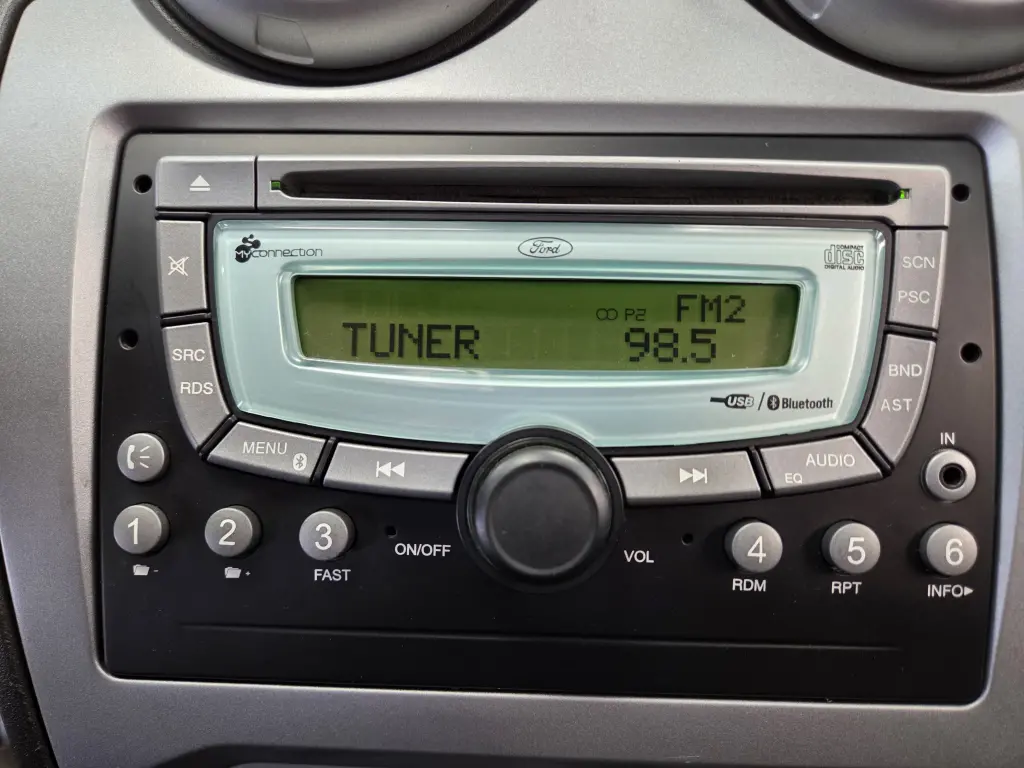 MYconnection
Ford
COMPACT
disc
DIGITAL AUDIO
SCN
PSC
P2 FM2
TUNER 98.5
SRC
RDS
BND
AST
USB / Bluetooth
MENU
AUDIO
EQ
IN
1
2
3
4
5
6
ON/OFF
VOL
-
+
FAST
RDM
RPT
INFO